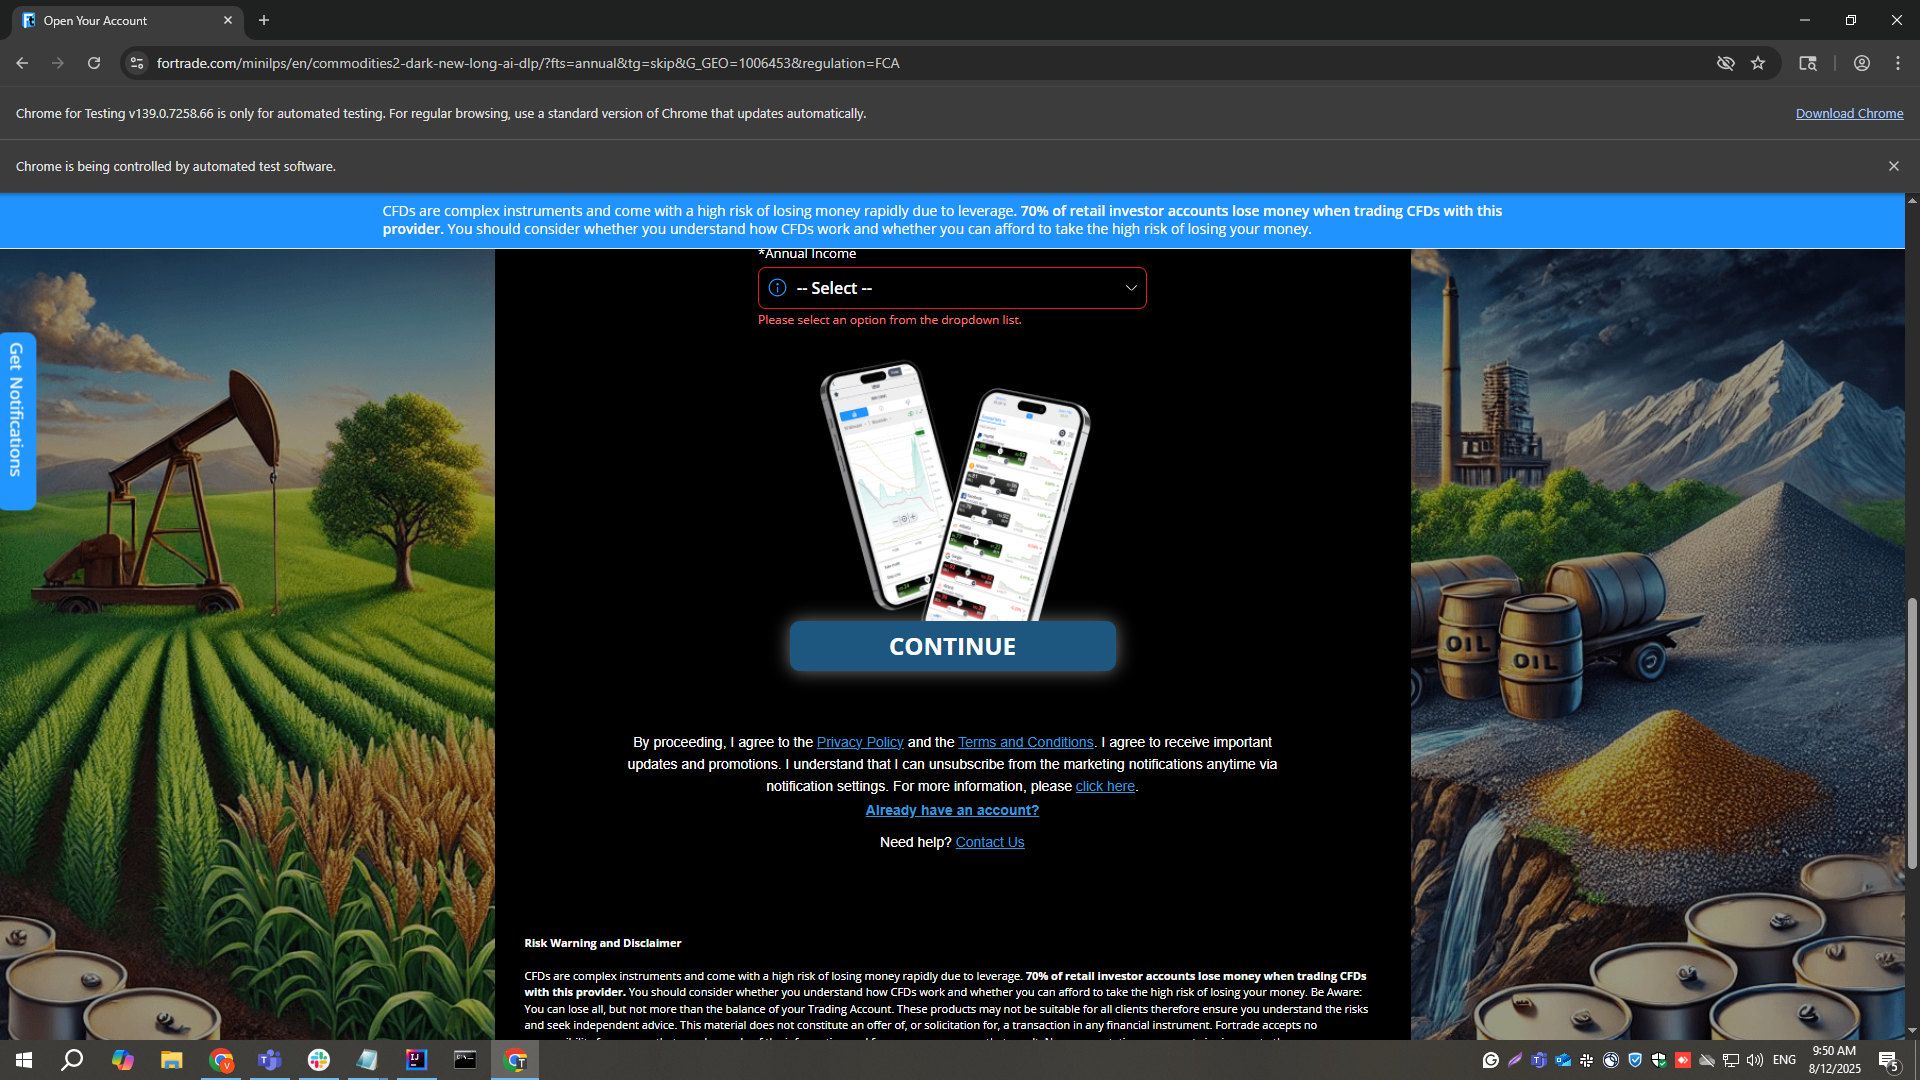 Open Your Account
fortrade.com/minilps/en/commodities2-dark-new-long-ai-dlp/?fts=annual&tg=skip&G_GEO=1006453&regulation=FCA
Chrome for Testing v139.0.7258.66 is only for automated testing. For regular browsing, use a standard version of Chrome that updates automatically.
Download Chrome
Chrome is being controlled by automated test software.
CFDs are complex instruments and come with a high risk of losing money rapidly due to leverage. 70% of retail investor accounts lose money when trading CFDs with this
provider. You should consider whether you understand how CFDs work and whether you can afford to take the high risk of losing your money.
*Annual Income
-- Select --
Please select an option from the dropdown list.
Get Notifications
OIL
OIL
CONTINUE
By proceeding, I agree to the Privacy Policy and the Terms and Conditions. I agree to receive important
updates and promotions. I understand that I can unsubscribe from the marketing notifications anytime via
notification settings. For more information, please click here.
Already have an account?
Need help? Contact Us
Risk Warning and Disclaimer
CFDs are complex instruments and come with a high risk of losing money rapidly due to leverage. 70% of retail investor accounts lose money when trading CFDs
with this provider. You should consider whether you understand how CFDs work and whether you can afford to take the high risk of losing your money. Be Aware:
You can lose all, but not more than the balance of your Trading Account. These products may not be suitable for all clients therefore ensure you understand the risks
and seek independent advice. This material does not constitute an offer of, or solicitation for, a transaction in any financial instrument. Fortrade accepts no
ENG
9:50 AM
8/12/2025
5